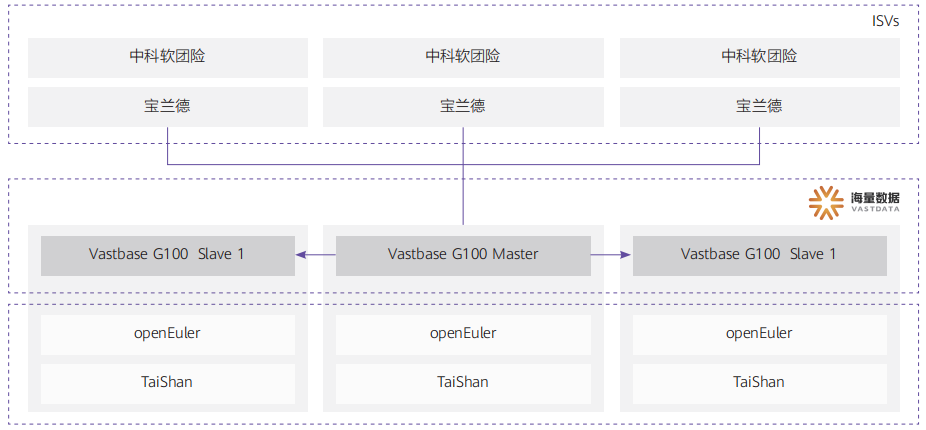 ISVs
中科软团险
中科软团险
中科软团险
宝兰德
宝兰德
宝兰德
海量数据
VASTDATA
Vastbase G100 Slave 1
Vastbase G100 Master
Vastbase G100 Slave 1
openEuler
openEuler
openEuler
TaiShan
TaiShan
TaiShan